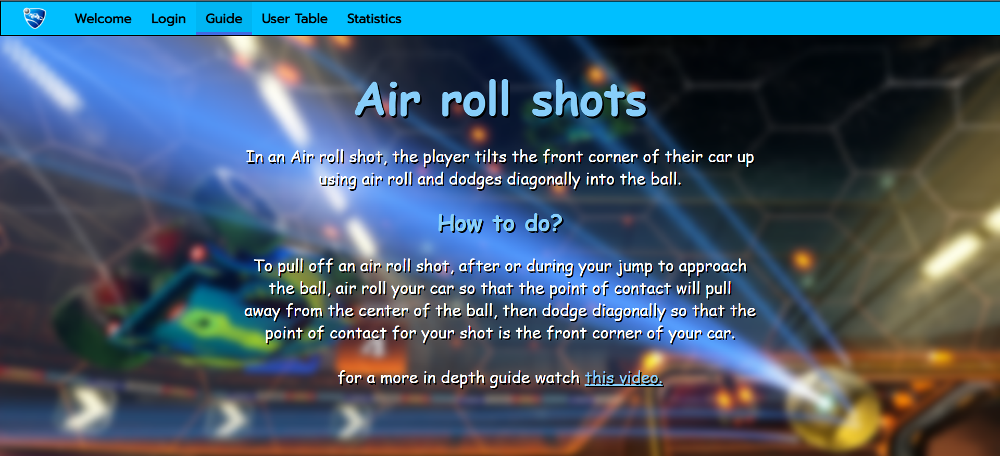 Welcome Login Guide User Table Statistics
Air roll shots
In an Air roll shot, the player tilts the front corner of their car up
using air roll and dodges diagonally into the ball.
How to do?
To pull off an air roll shot, after or during your jump to approach
the ball, air roll your car so that the point of contact will pull
away from the center of the ball, then dodge diagonally so that the
point of contact for your shot is the front corner of your car.
for a more in depth guide watch this video.